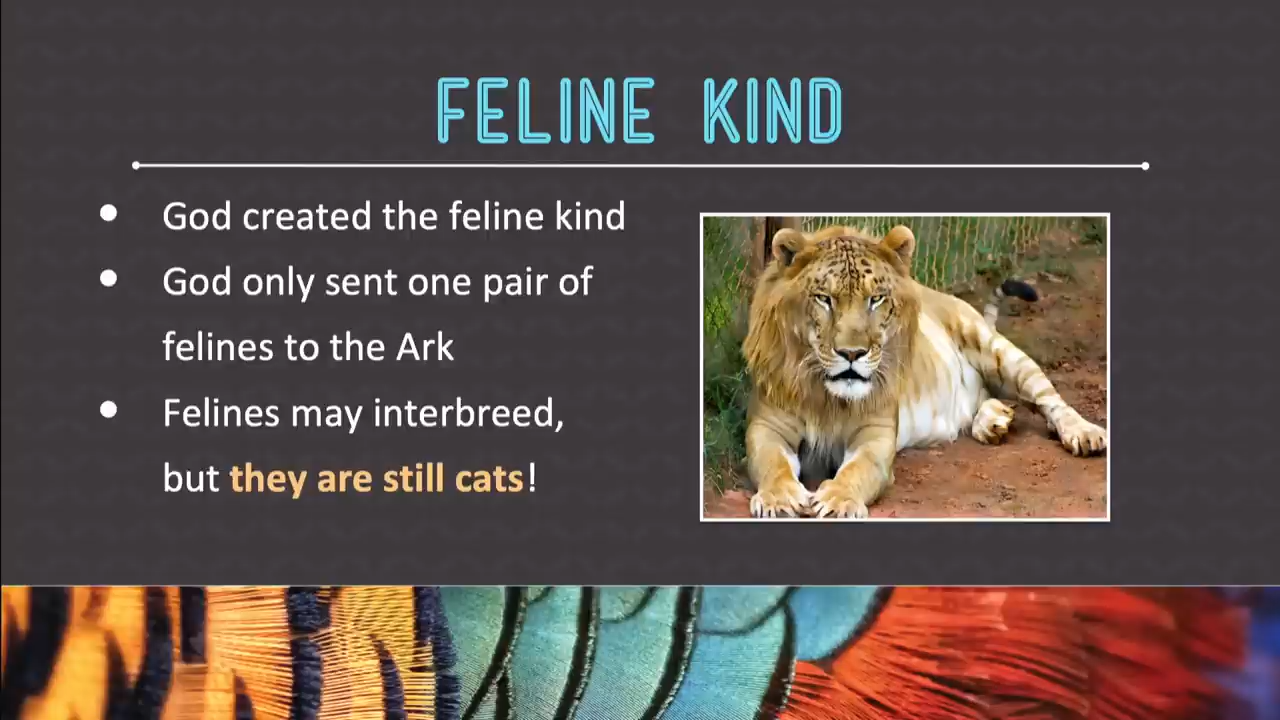 FELINE KIND
● God created the feline kind
● God only sent one pair of
felines to the Ark
● Felines may interbreed,
but they are still cats!